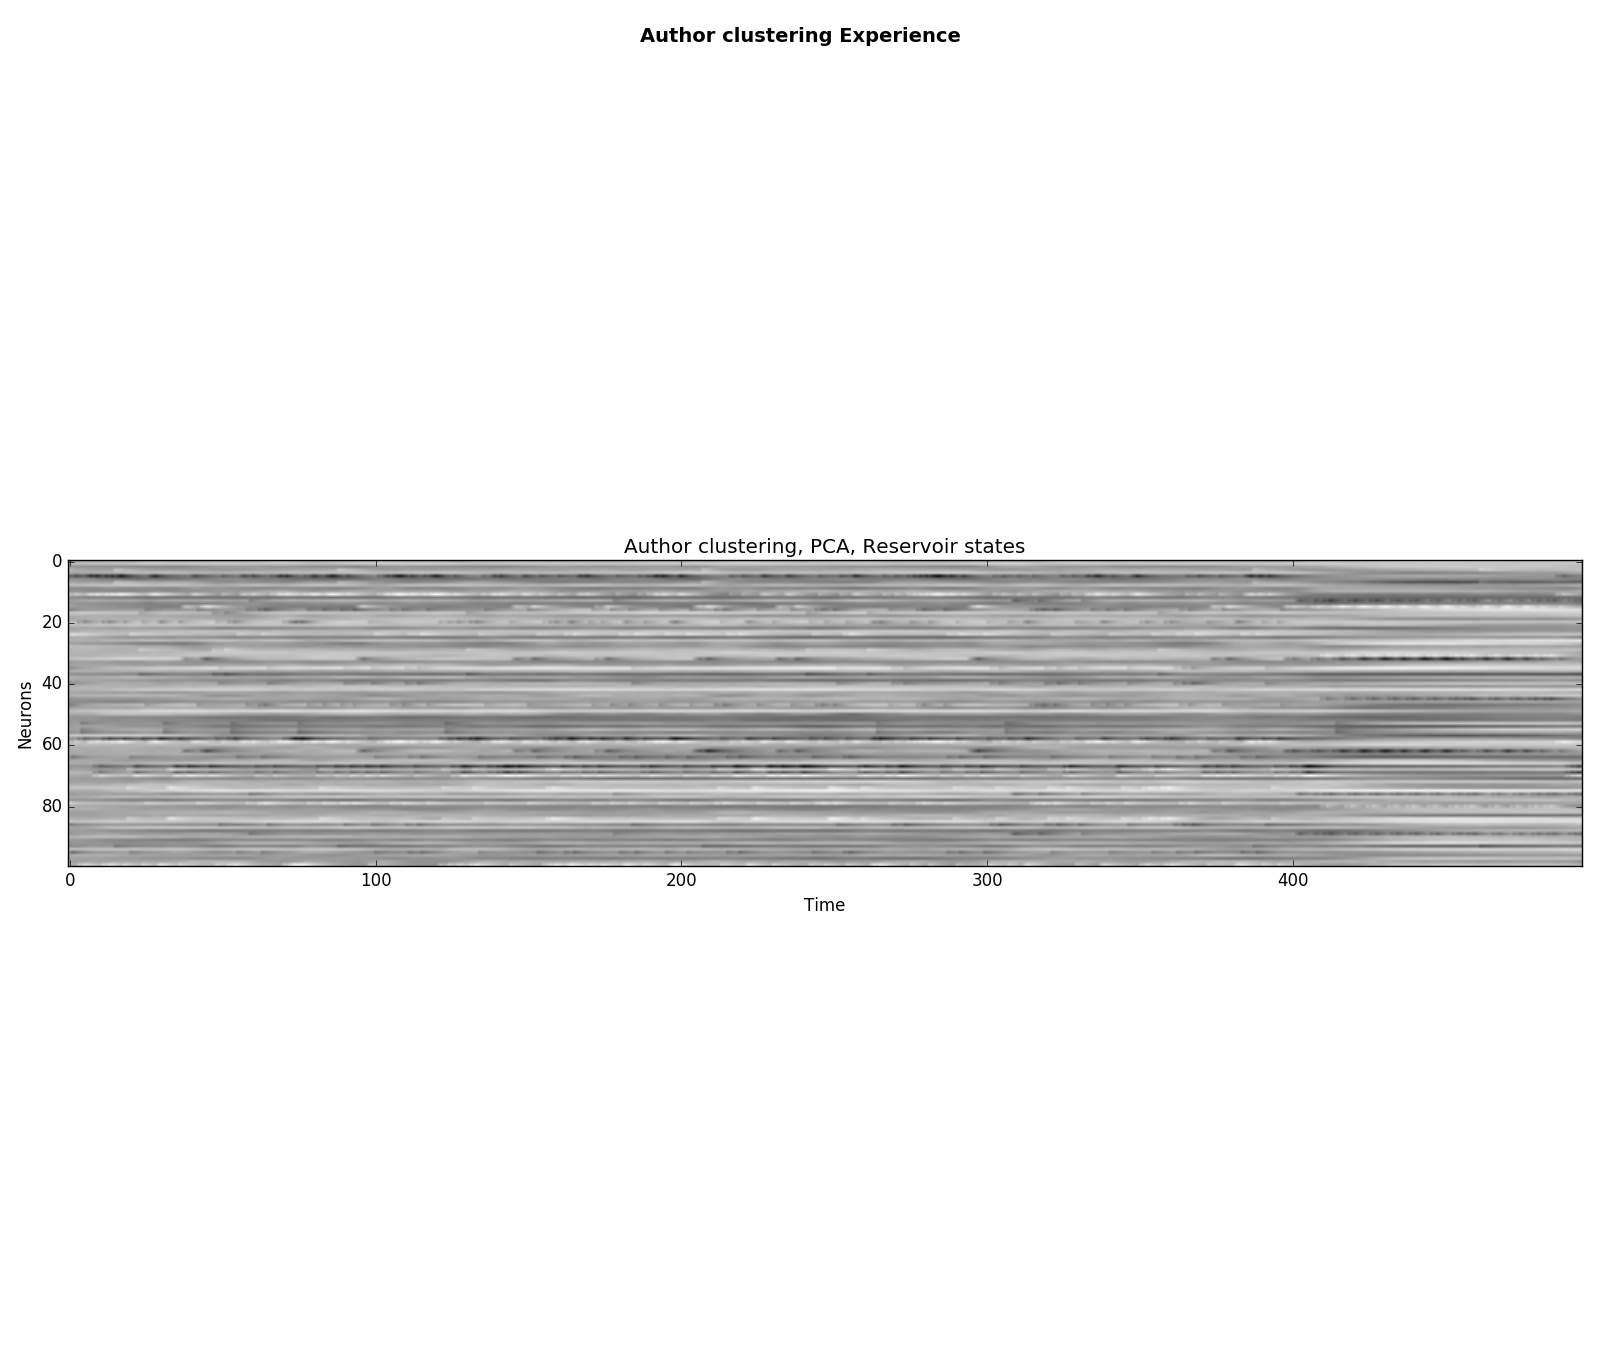 Author clustering Experience
Author clustering, PCA, Reservoir states
0
20
40
60
80
Neurons
0 100 200 300 400
Time